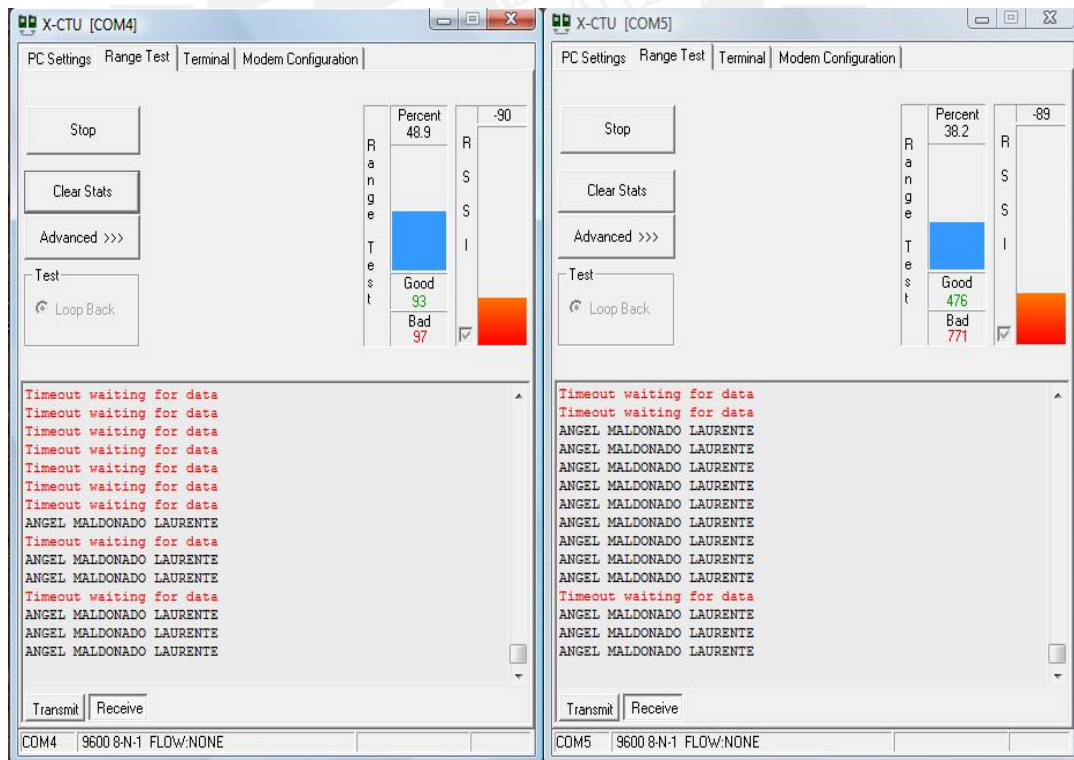 X-CTU [COM4]
PC Settings Range Test Terminal Modem Configuration
Stop
Clear Stats
Advanced >>>
Test
Loop Back
Range Test
Percent
48.9
Good
93
Bad
97
RSSI
-90
Timeout waiting for data
Timeout waiting for data
Timeout waiting for data
Timeout waiting for data
Timeout waiting for data
Timeout waiting for data
Timeout waiting for data
ANGEL MALDONADO LAURENTE
Timeout waiting for data
ANGEL MALDONADO LAURENTE
ANGEL MALDONADO LAURENTE
Timeout waiting for data
ANGEL MALDONADO LAURENTE
ANGEL MALDONADO LAURENTE
ANGEL MALDONADO LAURENTE
Transmit Receive
COM4 9600 8-N-1 FLOW:NONE
X-CTU [COM5]
PC Settings Range Test Terminal Modem Configuration
Stop
Clear Stats
Advanced >>>
Test
Loop Back
Range Test
Percent
38.2
Good
476
Bad
771
RSSI
-89
Timeout waiting for data
Timeout waiting for data
ANGEL MALDONADO LAURENTE
ANGEL MALDONADO LAURENTE
ANGEL MALDONADO LAURENTE
ANGEL MALDONADO LAURENTE
ANGEL MALDONADO LAURENTE
ANGEL MALDONADO LAURENTE
ANGEL MALDONADO LAURENTE
ANGEL MALDONADO LAURENTE
ANGEL MALDONADO LAURENTE
Timeout waiting for data
ANGEL MALDONADO LAURENTE
ANGEL MALDONADO LAURENTE
ANGEL MALDONADO LAURENTE
Transmit Receive
COM5 9600 8-N-1 FLOW:NONE